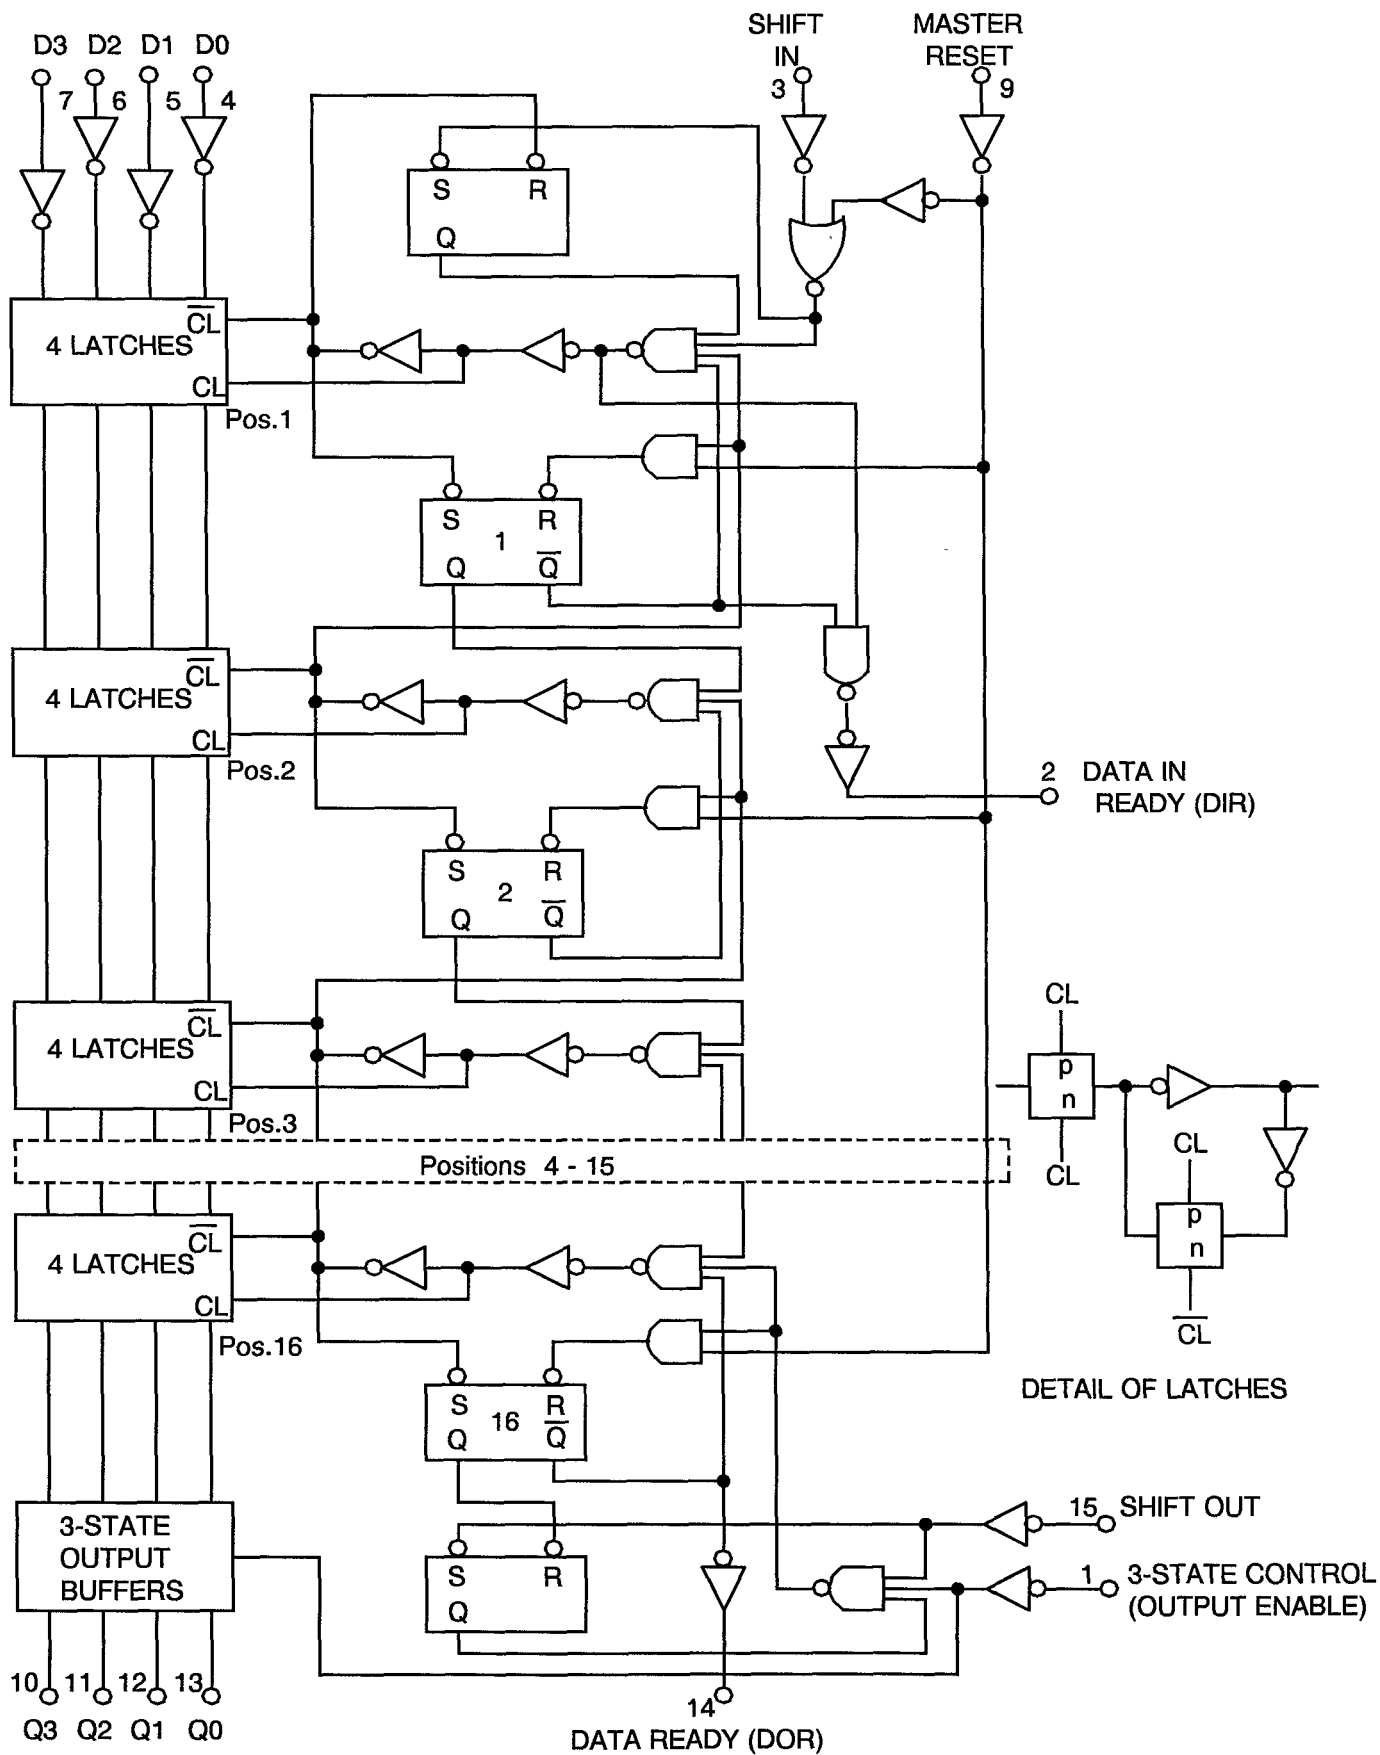 SHIFT IN
MASTER RESET
D3 D2 D1 D0
7 6 5 4
3
9
S R
Q
4 LATCHES
CL
CL
Pos.1
S R
1
Q Q
4 LATCHES
CL
CL
Pos.2
2 DATA IN READY (DIR)
S R
2
Q Q
4 LATCHES
CL
CL
Pos.3
CL
p
n
CL
CL
p
n
CL
DETAIL OF LATCHES
Positions 4 - 15
4 LATCHES
CL
CL
Pos.16
S R
16
Q Q
3-STATE
OUTPUT
BUFFERS
S R
Q
15 SHIFT OUT
1 3-STATE CONTROL
(OUTPUT ENABLE)
10 11 12 13
Q3 Q2 Q1 Q0
14
DATA READY (DOR)